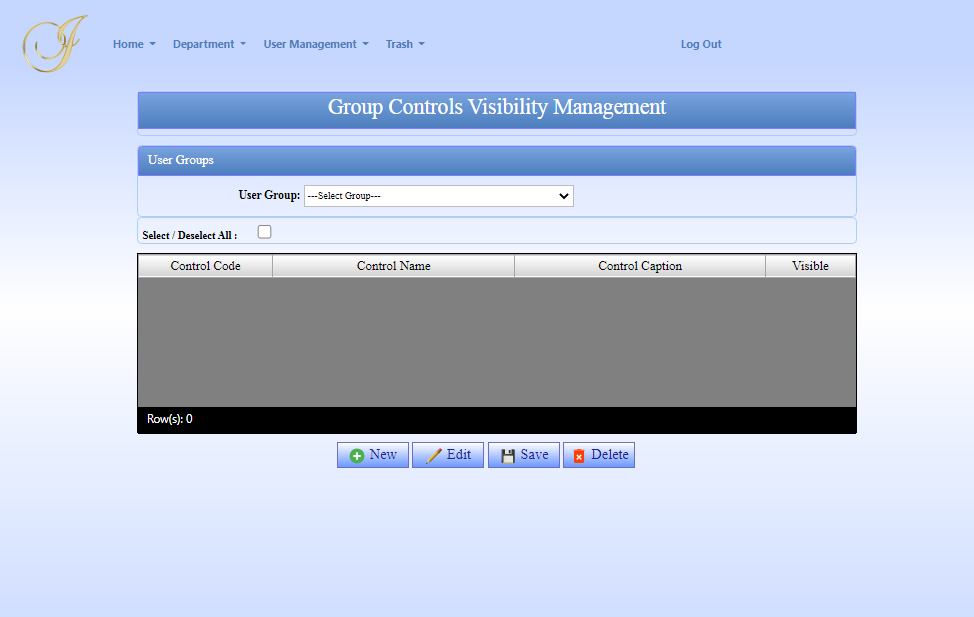 Home Department User Management Trash Log Out
Group Controls Visibility Management
User Groups
User Group: ---Select Group---
Select / Deselect All :
Control Code Control Name Control Caption Visible
Row(s): 0
New Edit Save Delete